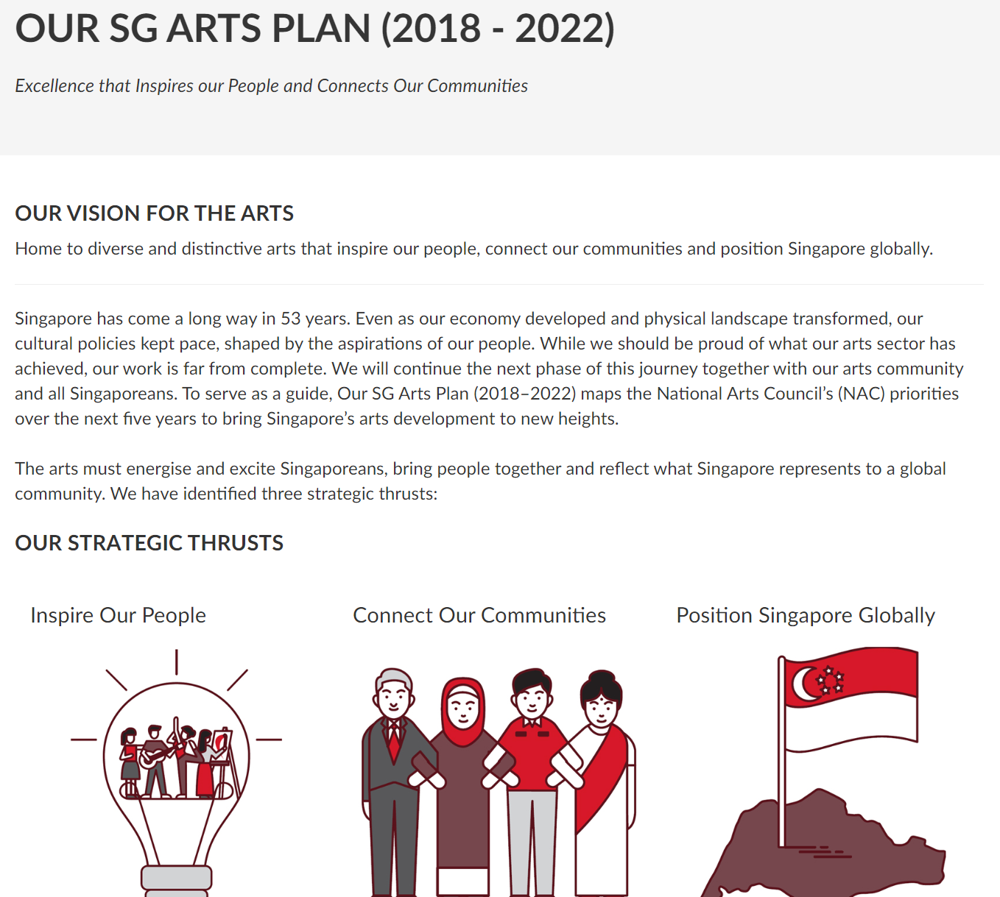 OUR SG ARTS PLAN (2018 - 2022)
Excellence that Inspires our People and Connects Our Communities
OUR VISION FOR THE ARTS
Home to diverse and distinctive arts that inspire our people, connect our communities and position Singapore globally.
Singapore has come a long way in 53 years. Even as our economy developed and physical landscape transformed, our
cultural policies kept pace, shaped by the aspirations of our people. While we should be proud of what our arts sector has
achieved, our work is far from complete. We will continue the next phase of this journey together with our arts community
and all Singaporeans. To serve as a guide, Our SG Arts Plan (2018–2022) maps the National Arts Council’s (NAC) priorities
over the next five years to bring Singapore’s arts development to new heights.
The arts must energise and excite Singaporeans, bring people together and reflect what Singapore represents to a global
community. We have identified three strategic thrusts:
OUR STRATEGIC THRUSTS
Inspire Our People
Connect Our Communities
Position Singapore Globally